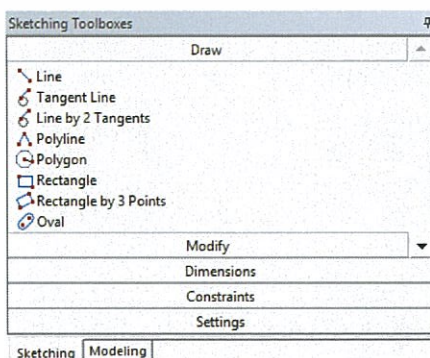 Sketching Toolboxes
Draw
Line
Tangent Line
Line by 2 Tangents
Polyline
Polygon
Rectangle
Rectangle by 3 Points
Oval
Modify
Dimensions
Constraints
Settings
Sketching Modeling